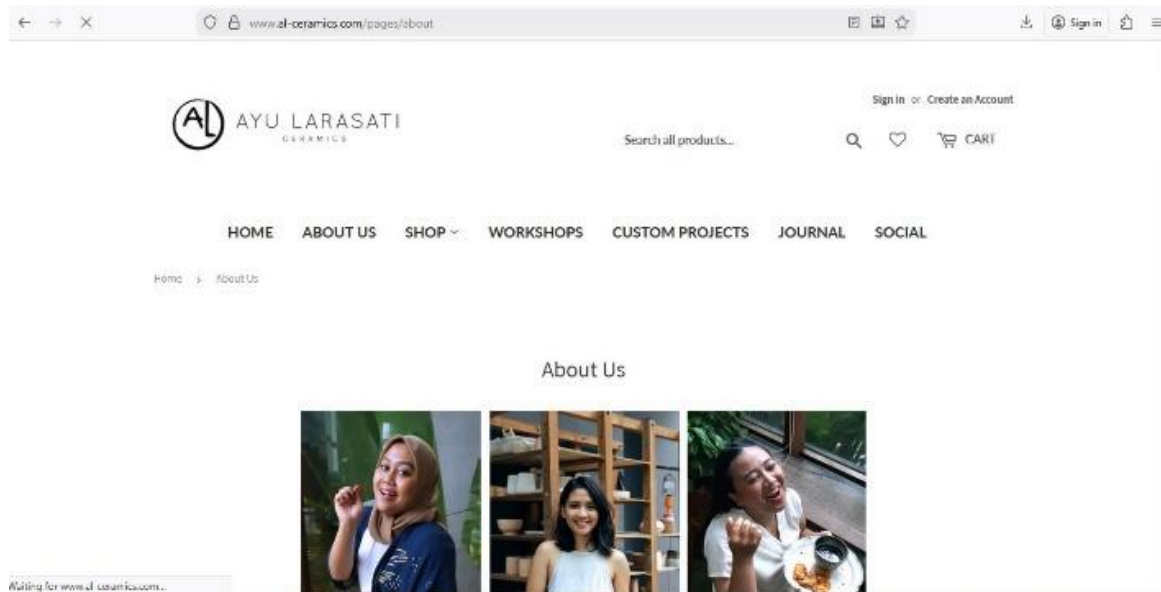 www.al-ceramics.com/pages/about
Sign in
Sign in or Create an Account
AL
AYU LARASATI
CERAMICS
Search all products...
CART
HOME ABOUT US SHOP WORKSHOPS CUSTOM PROJECTS JOURNAL SOCIAL
Home > About Us
About Us
Waiting for www.al-ceramics.com...